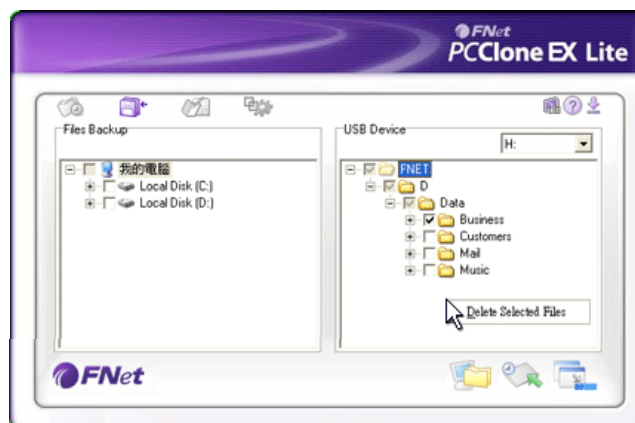 FNet
PCClone EX Lite
Files Backup
USB Device
H:
我的電腦
Local Disk (C:)
Local Disk (D:)
FNET
D
Data
Business
Customers
Mail
Music
Delete Selected Files
FNet